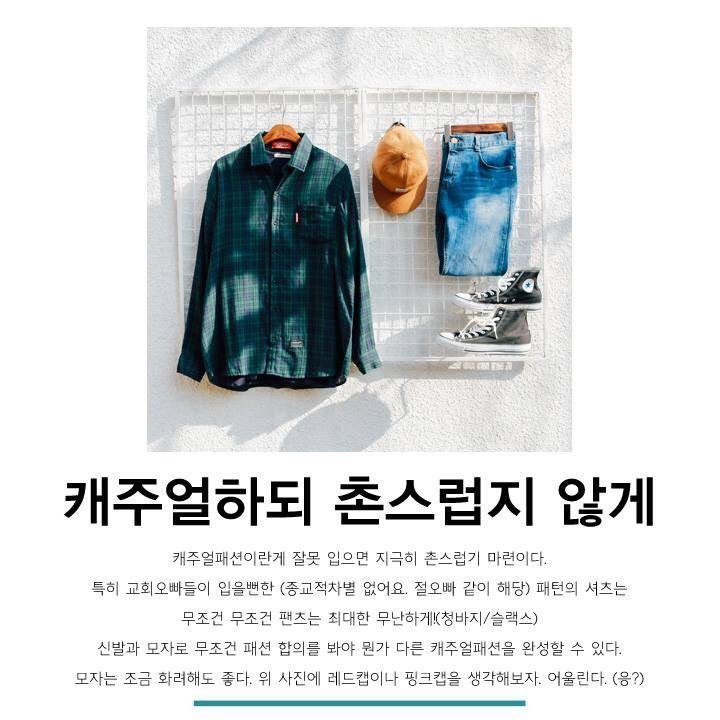 캐주얼하되 촌스럽지 않게
캐주얼패션이란게 잘못 입으면 지극히 촌스럽기 마련이다.
특히 교회오빠들이 입을뻔한 (종교적차별 없어요. 절오빠 같이 해당) 패턴의 셔츠는
무조건 무조건 팬츠는 최대한 무난하게!(청바지/슬랙스)
신발과 모자로 무조건 패션 합의를 봐야 뭔가 다른 캐주얼패션을 완성할 수 있다.
모자는 조금 화려해도 좋다. 위 사진에 레드캡이나 핑크캡을 생각해보자. 어울린다. (응?)